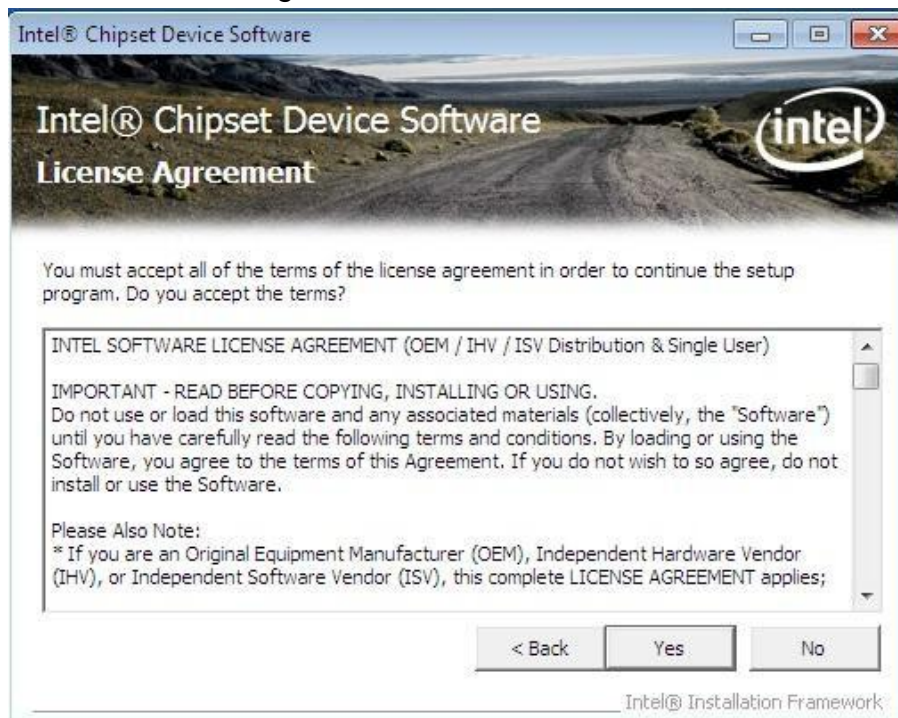 Intel® Chipset Device Software
Intel® Chipset Device Software
intel
License Agreement
You must accept all of the terms of the license agreement in order to continue the setup
program. Do you accept the terms?
INTEL SOFTWARE LICENSE AGREEMENT (OEM / IHV / ISV Distribution & Single User)
IMPORTANT - READ BEFORE COPYING, INSTALLING OR USING.
Do not use or load this software and any associated materials (collectively, the "Software")
until you have carefully read the following terms and conditions. By loading or using the
Software, you agree to the terms of this Agreement. If you do not wish to so agree, do not
install or use the Software.
Please Also Note:
* If you are an Original Equipment Manufacturer (OEM), Independent Hardware Vendor
(IHV), or Independent Software Vendor (ISV), this complete LICENSE AGREEMENT applies;
< Back Yes No
Intel® Installation Framework